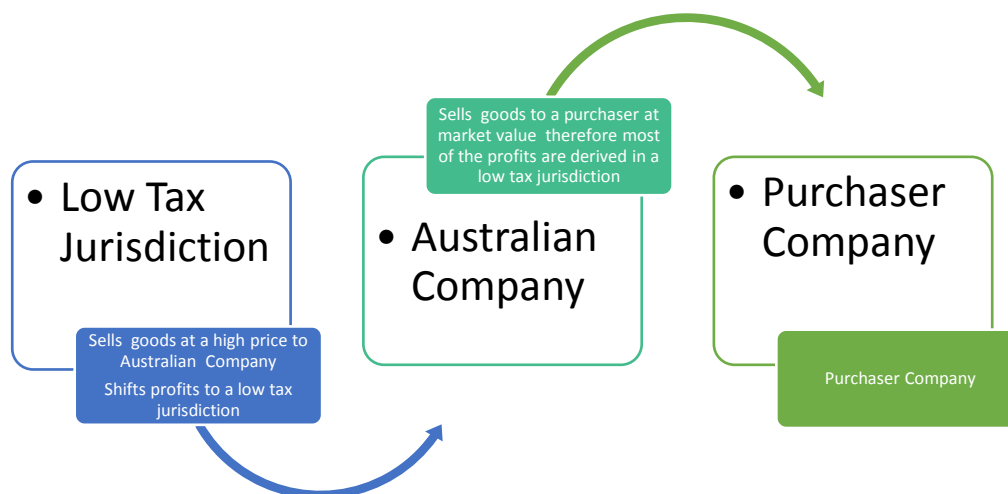 • Low Tax
Jurisdiction
Sells goods at a high price to
Australian Company
Shifts profits to a low tax
jurisdiction
Sells goods to a purchaser at
market value therefore most
of the profits are derived in a
low tax jurisdiction
• Australian
Company
• Purchaser
Company
Purchaser Company